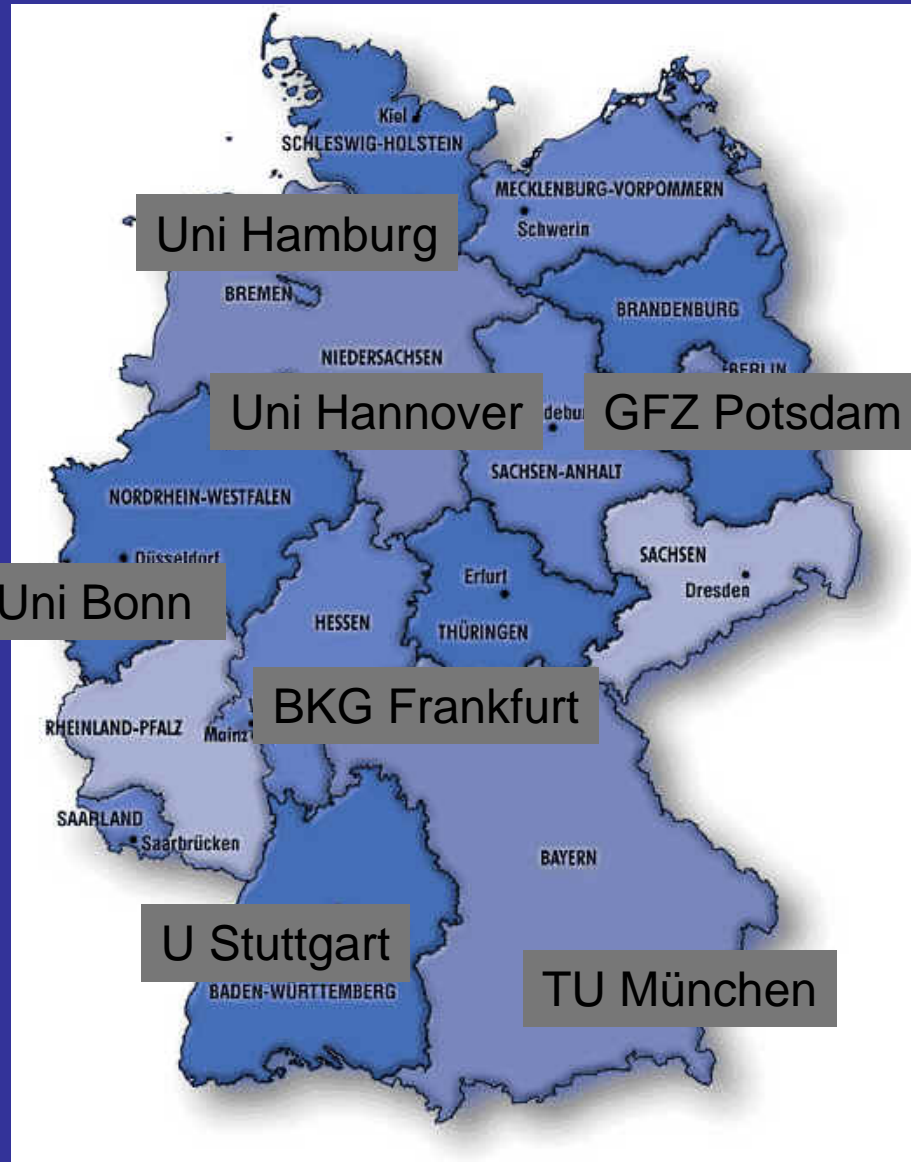 Kiel
SCHLESWIG-HOLSTEIN
MECKLENBURG-VORPOMMERN
Schwerin
Uni Hamburg
BREMEN
BRANDENBURG
NIEDERSACHSEN
BERLIN
Uni Hannover
GFZ Potsdam
SACHSEN-ANHALT
NORDRHEIN-WESTFALEN
Düsseldorf
SACHSEN
Erfurt
Dresden
Uni Bonn
HESSEN
THÜRINGEN
BKG Frankfurt
RHEINLAND-PFALZ
Mainz
SAARLAND
Saarbrücken
BAYERN
U Stuttgart
TU München
BADEN-WÜRTTEMBERG